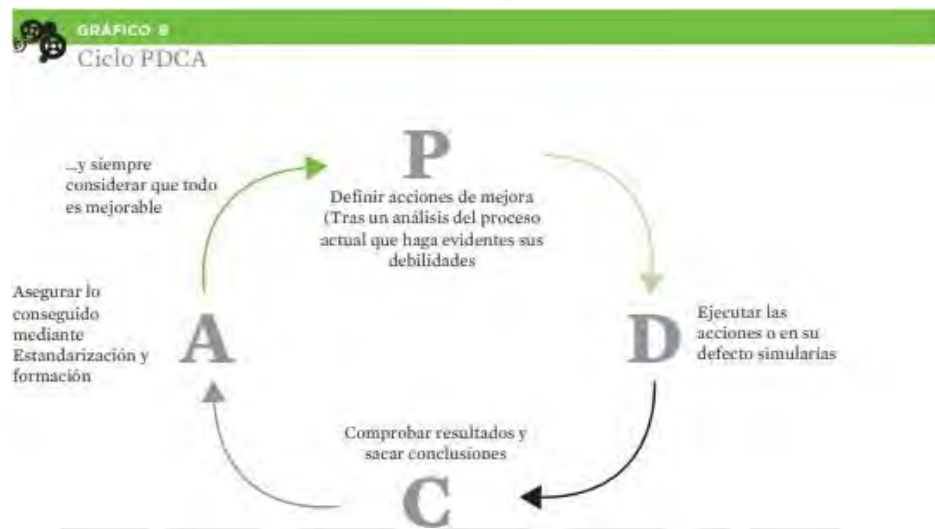 GRÁFICO 8
Ciclo PDCA
...y siempre
considerar que todo
es mejorable
P
Definir acciones de mejora
(Tras un análisis del proceso
actual que haga evidentes sus
debilidades
Asegurar lo
conseguido
mediante
Estandarización y
formación
A
D
Ejecutar las
acciones o en su
defecto simularias
Comprobar resultados y
sacar conclusiones
C